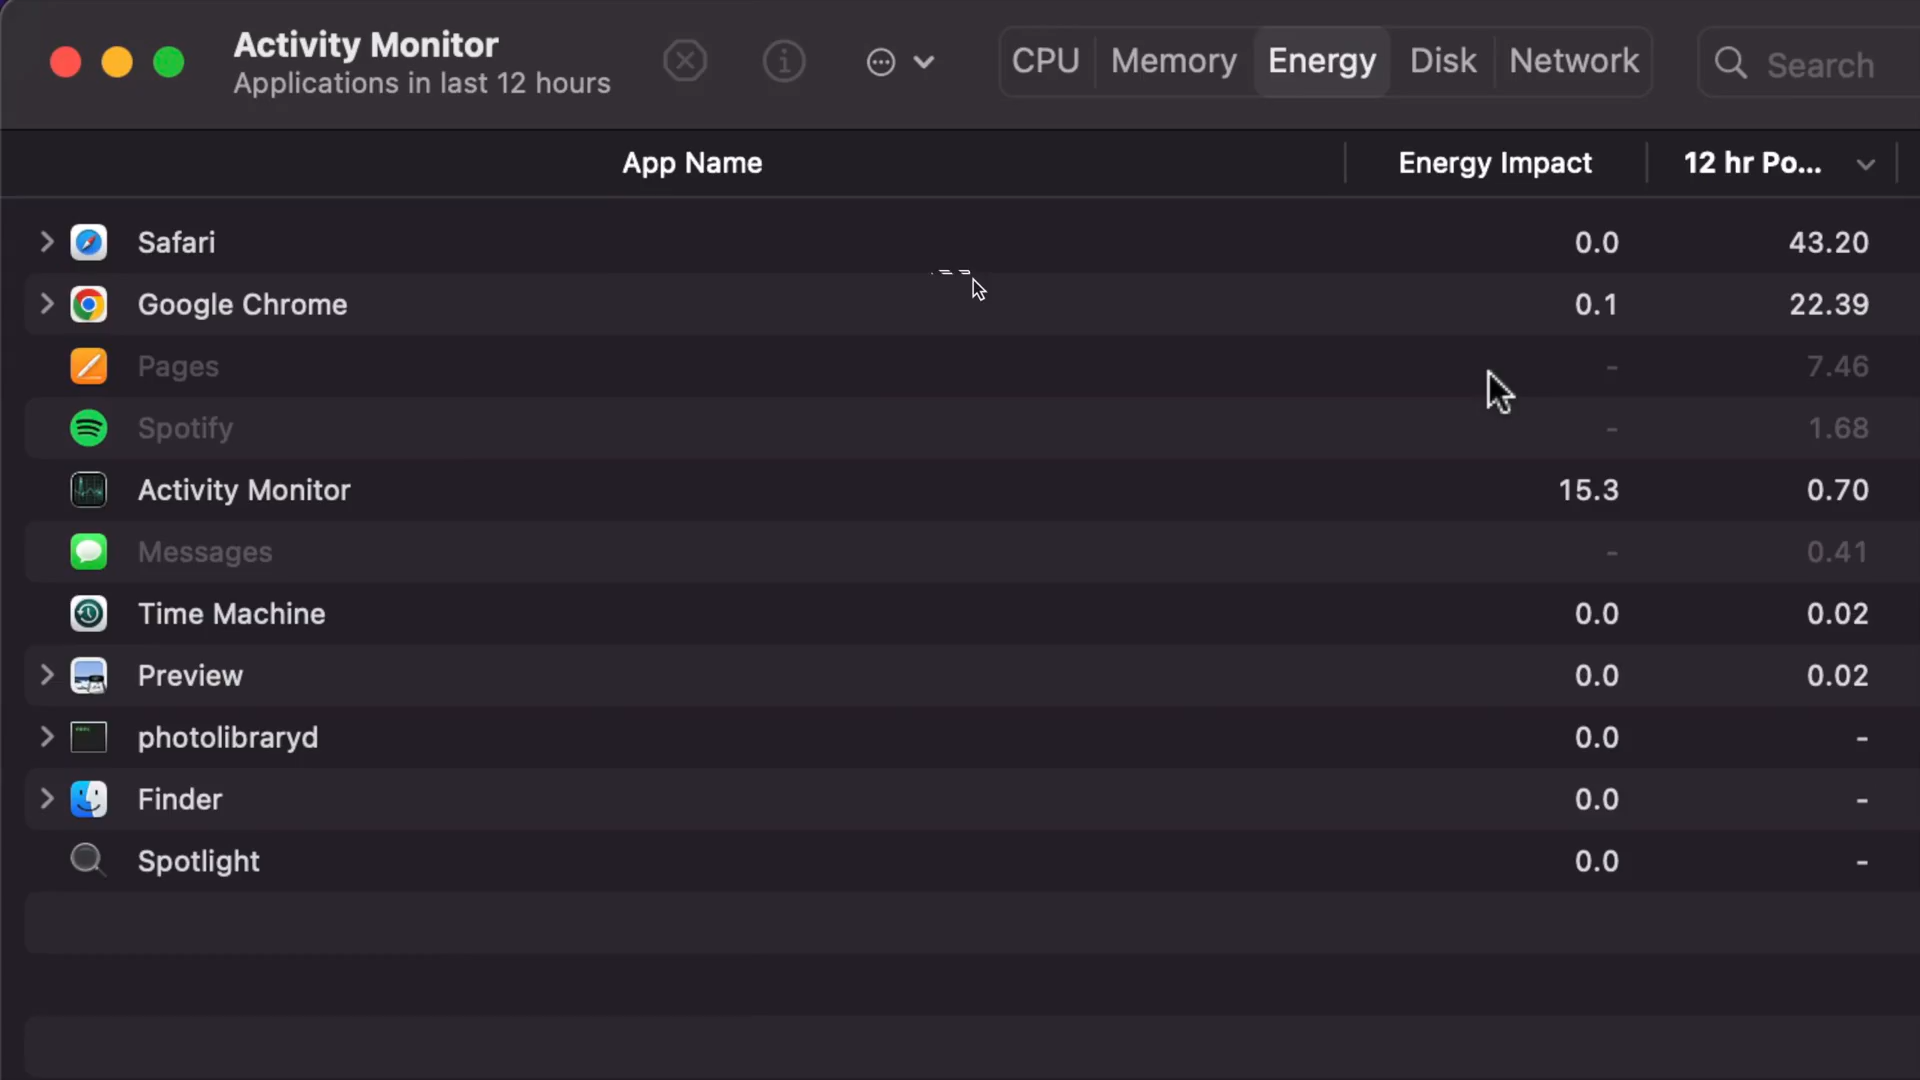 Activity Monitor
Applications in last 12 hours
CPU Memory Energy Disk Network
Search
App Name Energy Impact 12 hr Po...
Safari 0.0 43.20
Google Chrome 0.1 22.39
Pages - 7.46
Spotify - 1.68
Activity Monitor 15.3 0.70
Messages - 0.41
Time Machine 0.0 0.02
Preview 0.0 0.02
photolibraryd 0.0 -
Finder 0.0 -
Spotlight 0.0 -